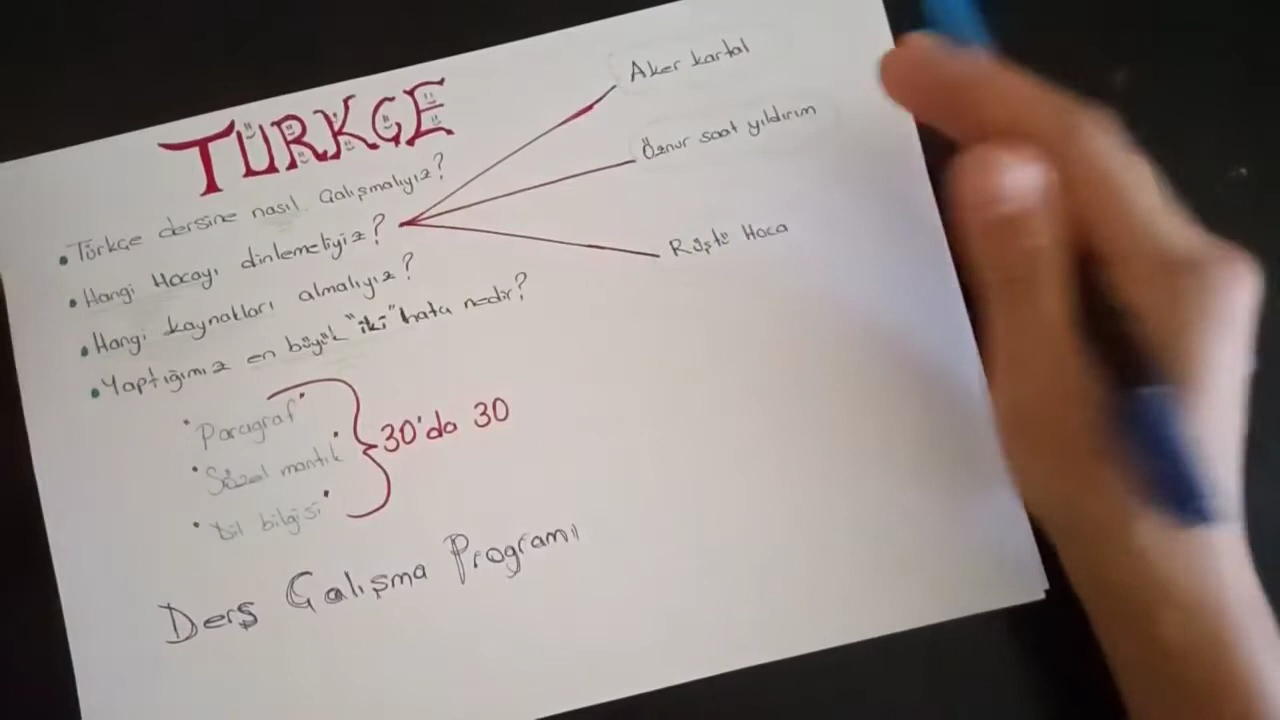 TÜRKÇE
• Türkçe dersine nasıl Çalışmalıyız?
• Hangi Hocayı dinlemeliyiz?
Aker kartal
Öznur saat yıldırım
Rüştü Hoca
• Hangi kaynakları almalıyız?
• Yaptığımız en büyük "iki" hata nedir?
"Paragraf"
"Sözel mantık"
"Dil bilgisi"
30'da 30
Ders Çalışma Programı